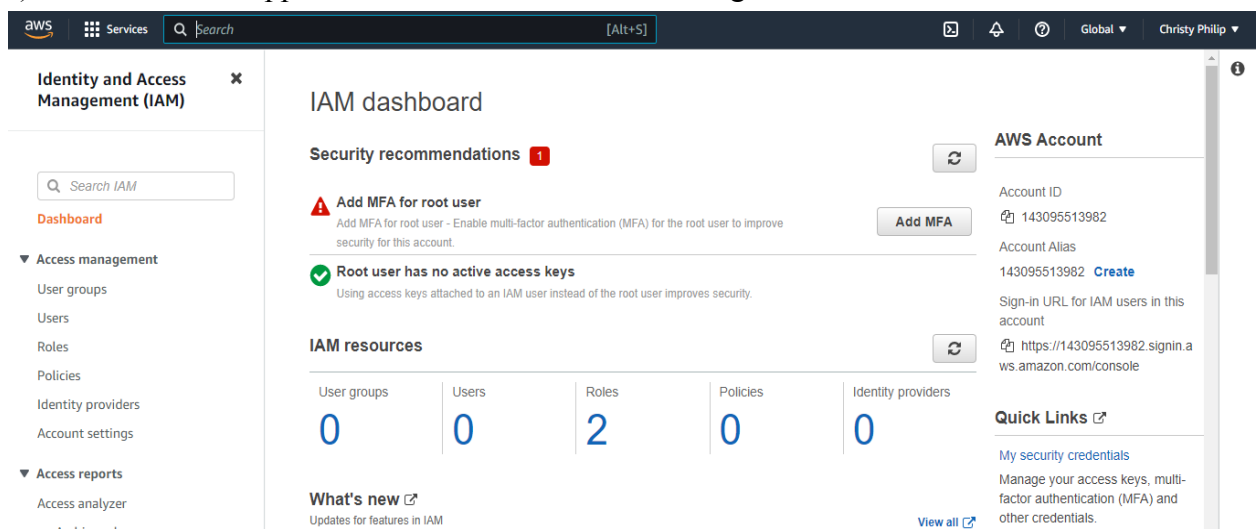 aws
Services
Search
[Alt+S]
Global
Christy Philip
Identity and Access
Management (IAM)
Search IAM
Dashboard
Access management
User groups
Users
Roles
Policies
Identity providers
Account settings
Access reports
Access analyzer
IAM dashboard
Security recommendations 1
Add MFA for root user
Add MFA for root user - Enable multi-factor authentication (MFA) for the root user to improve
security for this account.
Add MFA
Root user has no active access keys
Using access keys attached to an IAM user instead of the root user improves security.
IAM resources
User groups
0
Users
0
Roles
2
Policies
0
Identity providers
0
What's new
Updates for features in IAM
View all
AWS Account
Account ID
143095513982
Account Alias
143095513982 Create
Sign-in URL for IAM users in this
account
https://143095513982.signin.a
ws.amazon.com/console
Quick Links
My security credentials
Manage your access keys, multi-
factor authentication (MFA) and
other credentials.